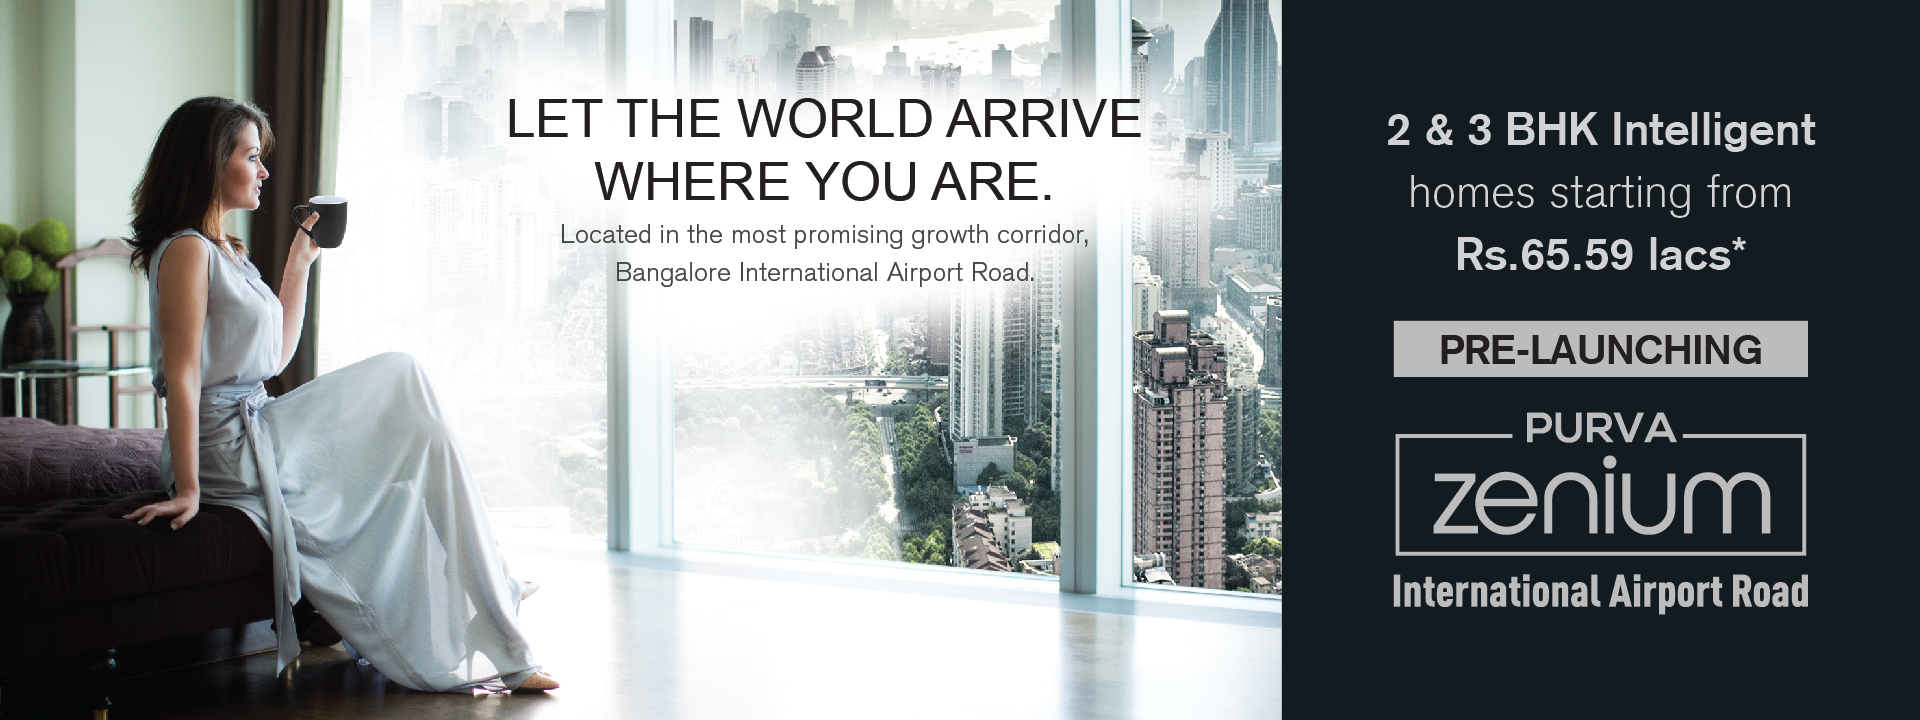 LET THE WORLD ARRIVE
WHERE YOU ARE.
Located in the most promising growth corridor,
Bangalore International Airport Road.
2 & 3 BHK Intelligent
homes starting from
Rs.65.59 lacs*
PRE-LAUNCHING
PURVA
zenium
International Airport Road